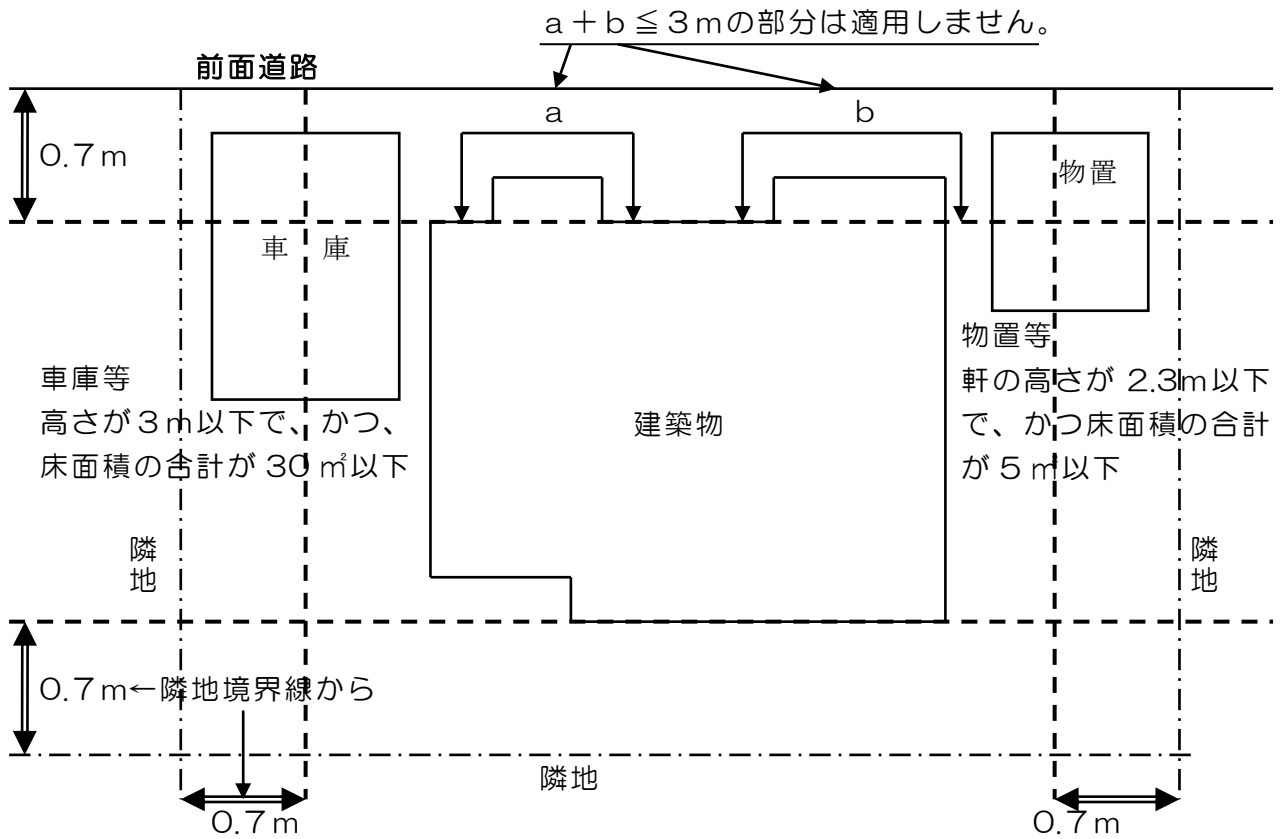 ａ＋ｂ≦３ｍの部分は適用しません。
前面道路
ａ
ｂ
０.７ｍ
物置
車 庫
物置等
軒の高さが 2.3ｍ以下
で、かつ床面積の合計
が５㎡以下
車庫等
高さが３ｍ以下で、かつ、
床面積の合計が 30 ㎡以下
建築物
隣地
隣地
０.７ｍ←隣地境界線から
隣地
０.７ｍ
０.７ｍ